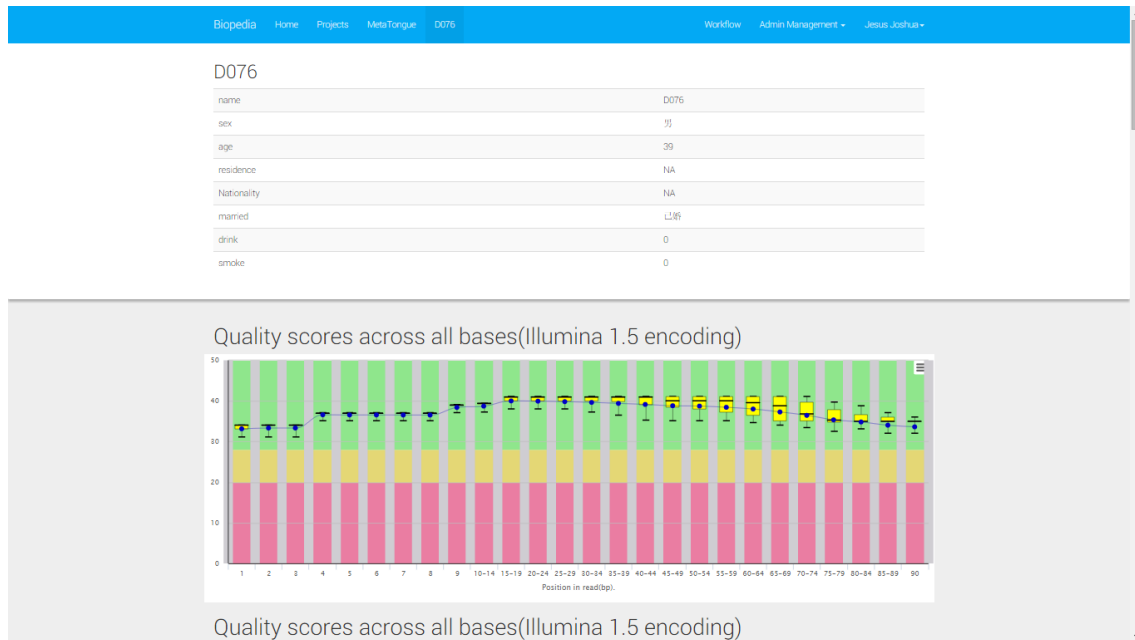 Biopedia Home Projects MetaTongue D076 Workflow Admin Management Jesus Joshua
D076
name D076
sex 男
age 39
residence NA
Nationality NA
married 已婚
drink 0
smoke 0
Quality scores across all bases(Illumina 1.5 encoding)
50
40
30
20
10
0
1 2 3 4 5 6 7 8 9 10-14 15-19 20-24 25-29 30-34 35-39 40-44 45-49 50-54 55-59 60-64 65-69 70-74 75-79 80-84 85-89 90
Position in read(bp).
Quality scores across all bases(Illumina 1.5 encoding)